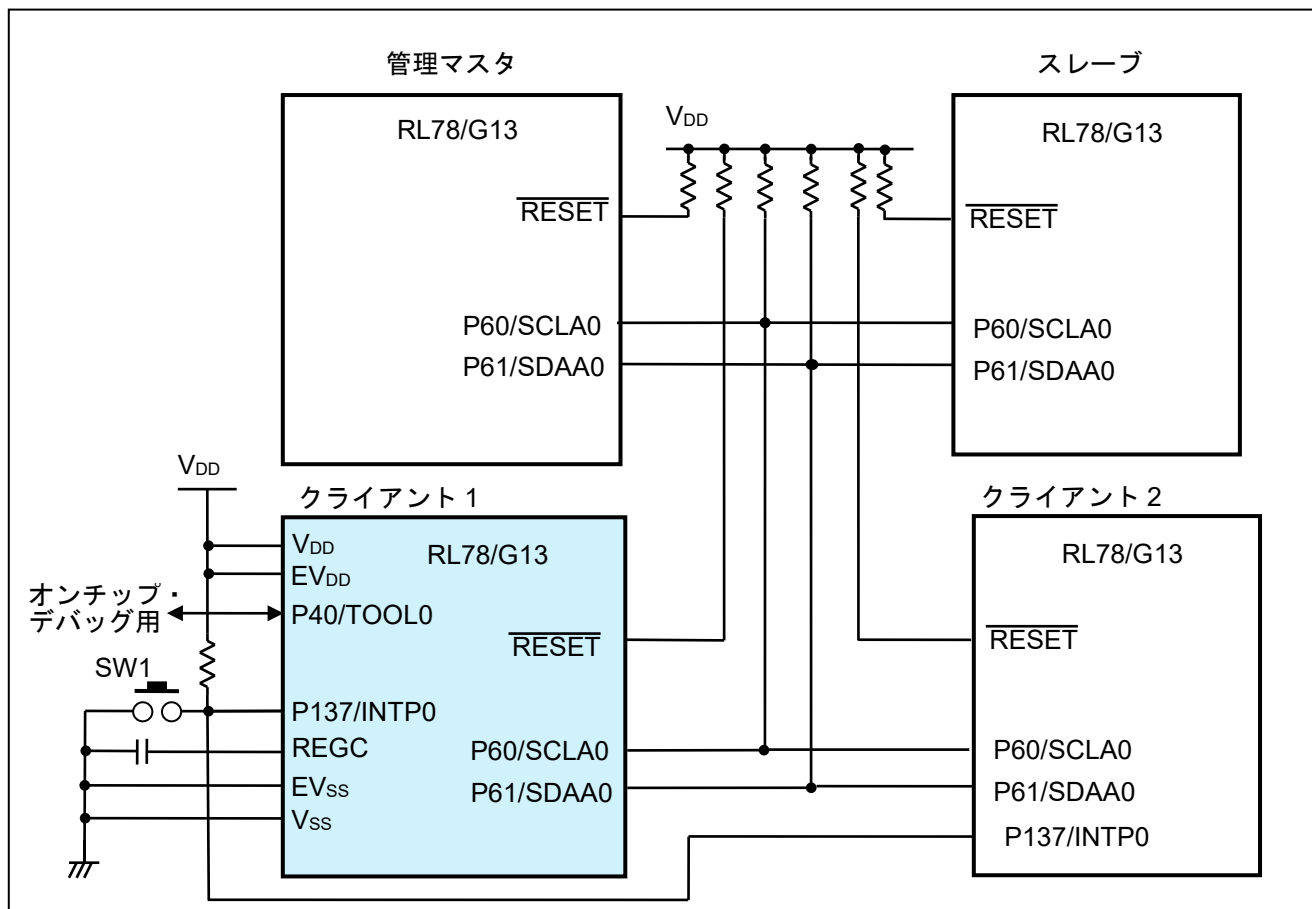 管理マスタ
RL78/G13
RESET
P60/SCLA0
P61/SDAA0
VDD
スレーブ
RL78/G13
RESET
P60/SCLA0
P61/SDAA0
VDD
クライアント 1
VDD
EVDD
RL78/G13
オンチップ・
デバッグ用
P40/TOOL0
RESET
SW1
P137/INTP0
REGC
EVSS
VSS
P60/SCLA0
P61/SDAA0
クライアント 2
RL78/G13
RESET
P60/SCLA0
P61/SDAA0
P137/INTP0